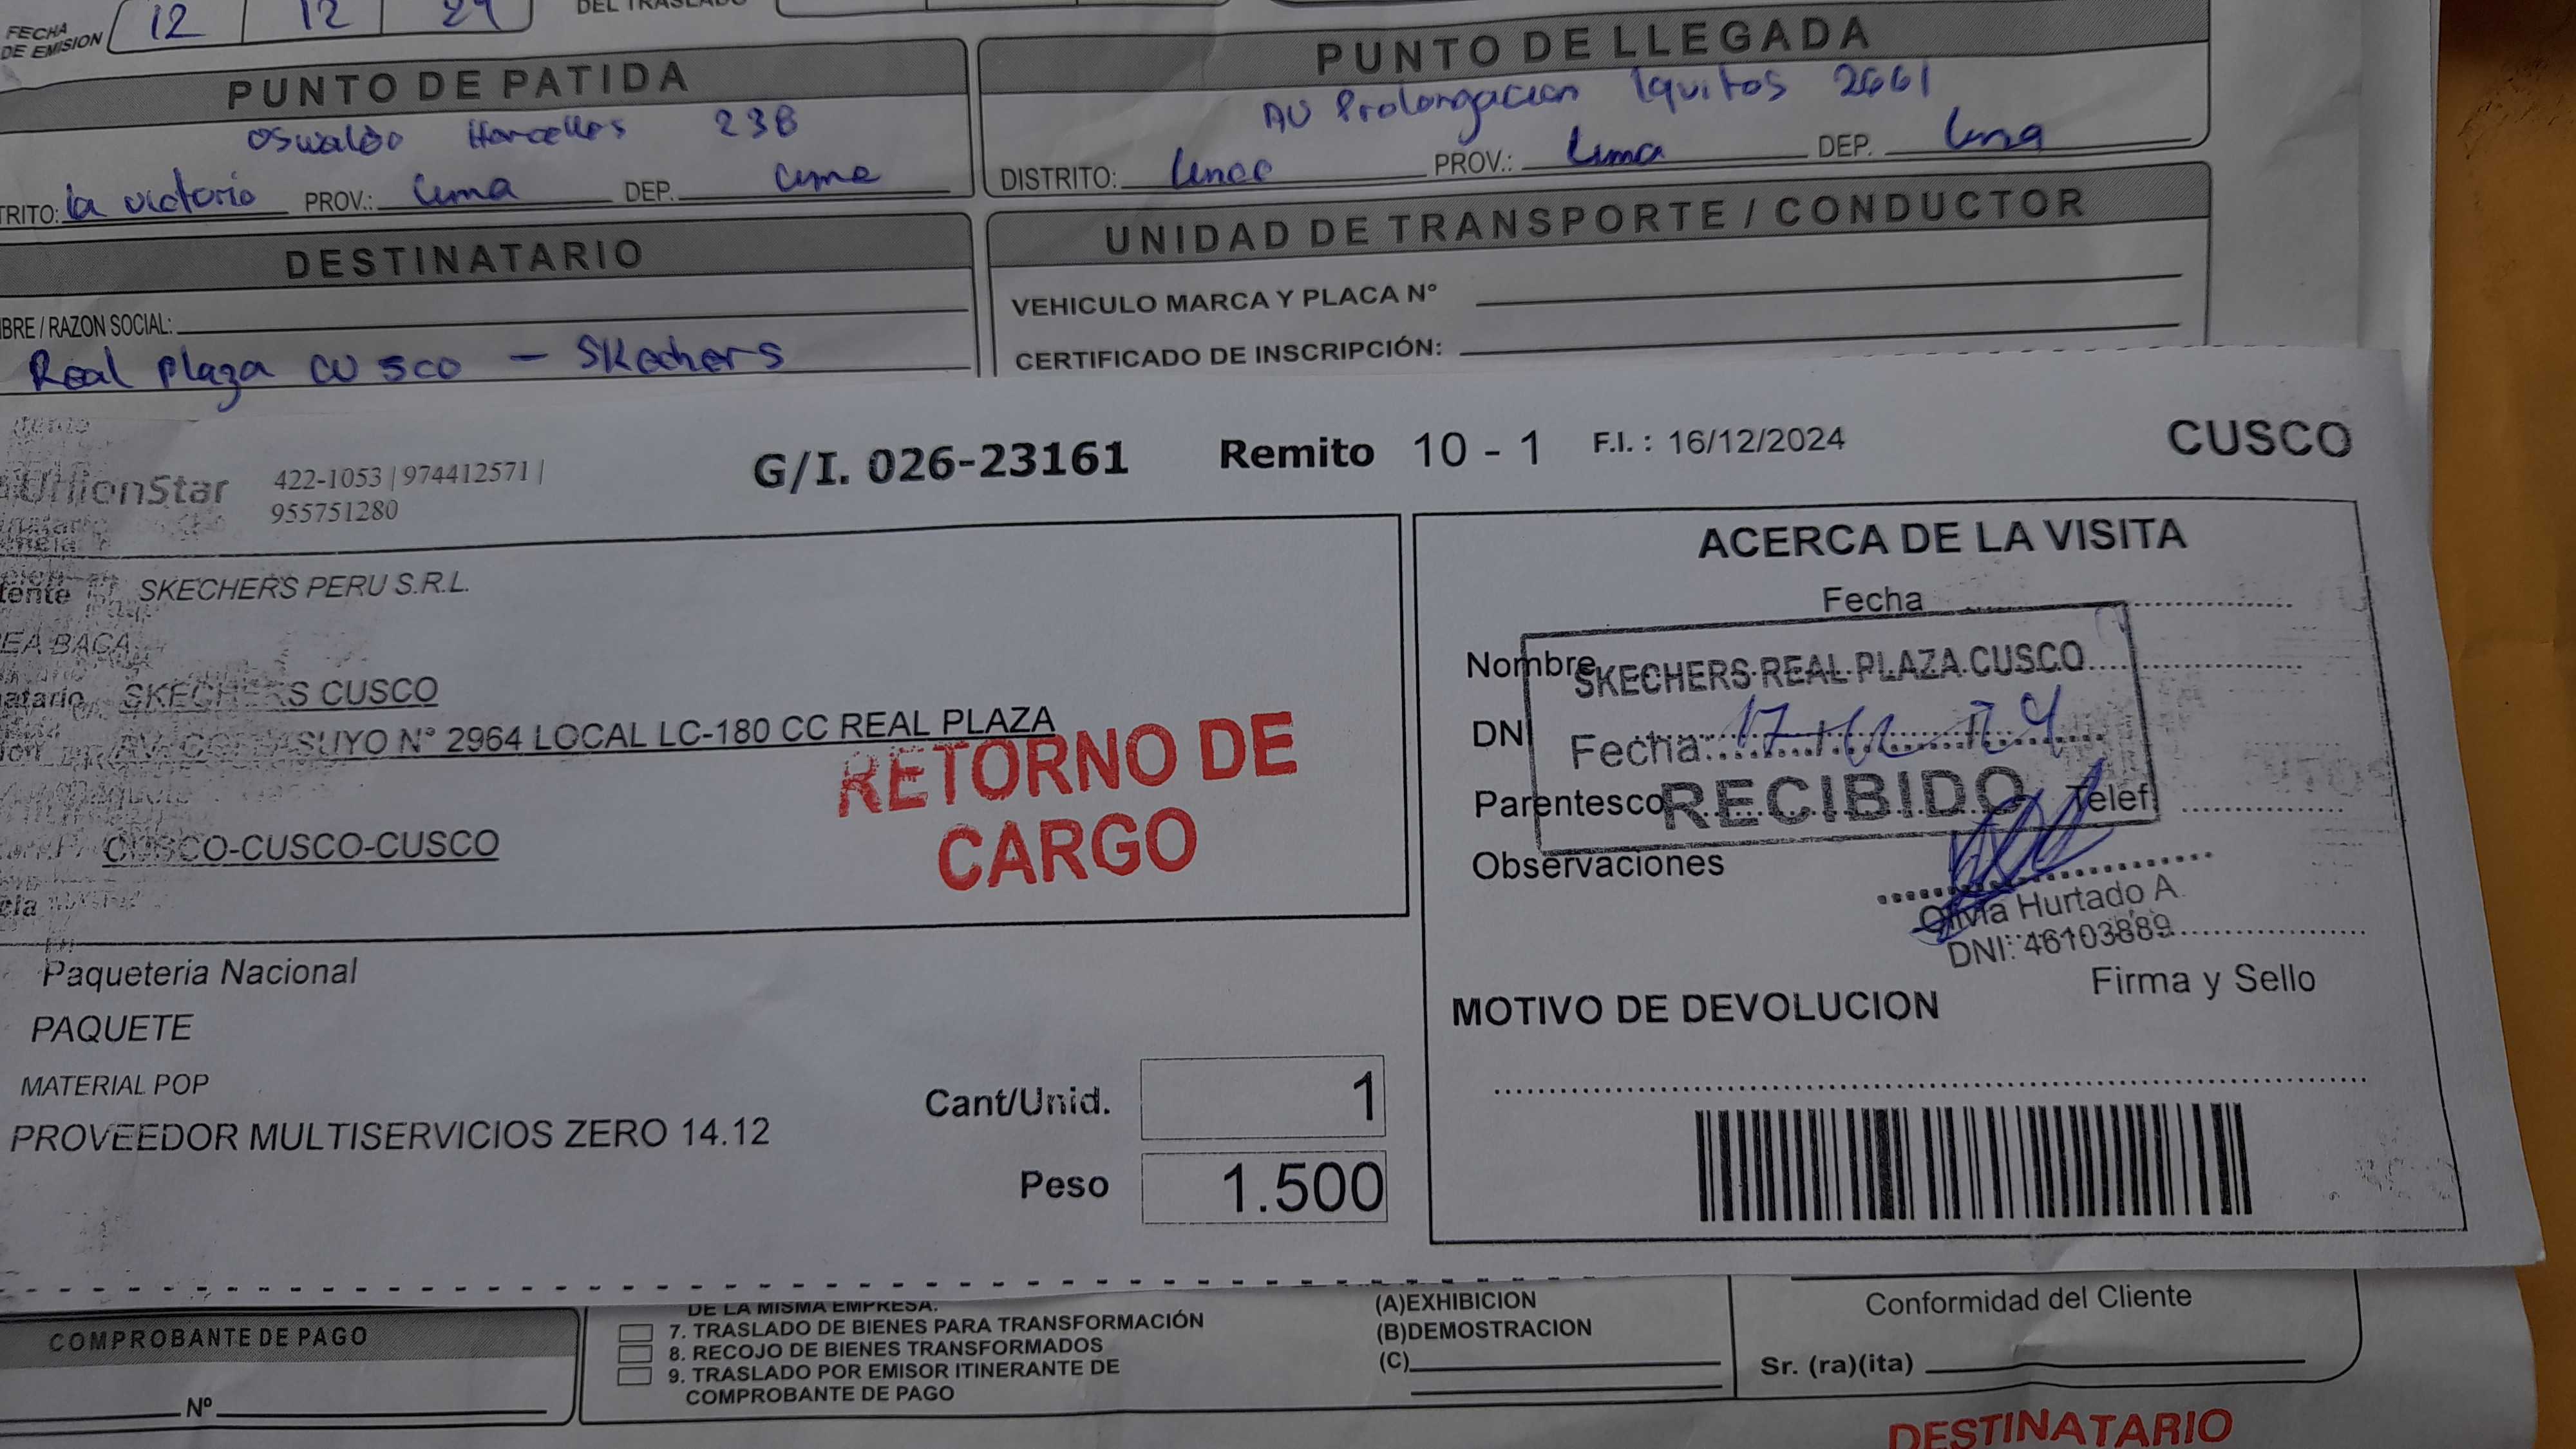 FECHA
DE EMISION 12 12 24
PUNTO DE PATIDA
Oswaldo Hercelles 238
TRITO: la victoria PROV.: Lima DEP. Lima
PUNTO DE LLEGADA
AV Prolongacion Iquitos 2661
DISTRITO: Lince PROV.: Lima DEP. Lima
DESTINATARIO
BRE / RAZON SOCIAL:
Real Plaza Cusco - Skechers
UNIDAD DE TRANSPORTE / CONDUCTOR
VEHICULO MARCA Y PLACA N°
CERTIFICADO DE INSCRIPCIÓN:
UnionStar 422-1053 | 974412571 |
955751280
G/I. 026-23161 Remito 10 - 1 F.I. : 16/12/2024 CUSCO
SKECHERS PERU S.R.L.
EA BACA
SKECHERS CUSCO
SUYO N° 2964 LOCAL LC-180 CC REAL PLAZA
RETORNO DE
CARGO
CUSCO-CUSCO-CUSCO
Paqueteria Nacional
PAQUETE
MATERIAL POP
PROVEEDOR MULTISERVICIOS ZERO 14.12
Cant/Unid. 1
Peso 1.500
ACERCA DE LA VISITA
Fecha
Nombre
SKECHERS REAL PLAZA CUSCO
DNI
Fecha: 17-12-24
Parentesco
RECIBIDO
Telef
Observaciones
Olivia Hurtado A.
DNI: 46103889
Firma y Sello
MOTIVO DE DEVOLUCION
COMPROBANTE DE PAGO
Nº
DE LA MISMA EMPRESA.
7. TRASLADO DE BIENES PARA TRANSFORMACIÓN
8. RECOJO DE BIENES TRANSFORMADOS
9. TRASLADO POR EMISOR ITINERANTE DE
COMPROBANTE DE PAGO
(A)EXHIBICION
(B)DEMOSTRACION
(C)
Conformidad del Cliente
Sr. (ra)(ita)
DESTINATARIO